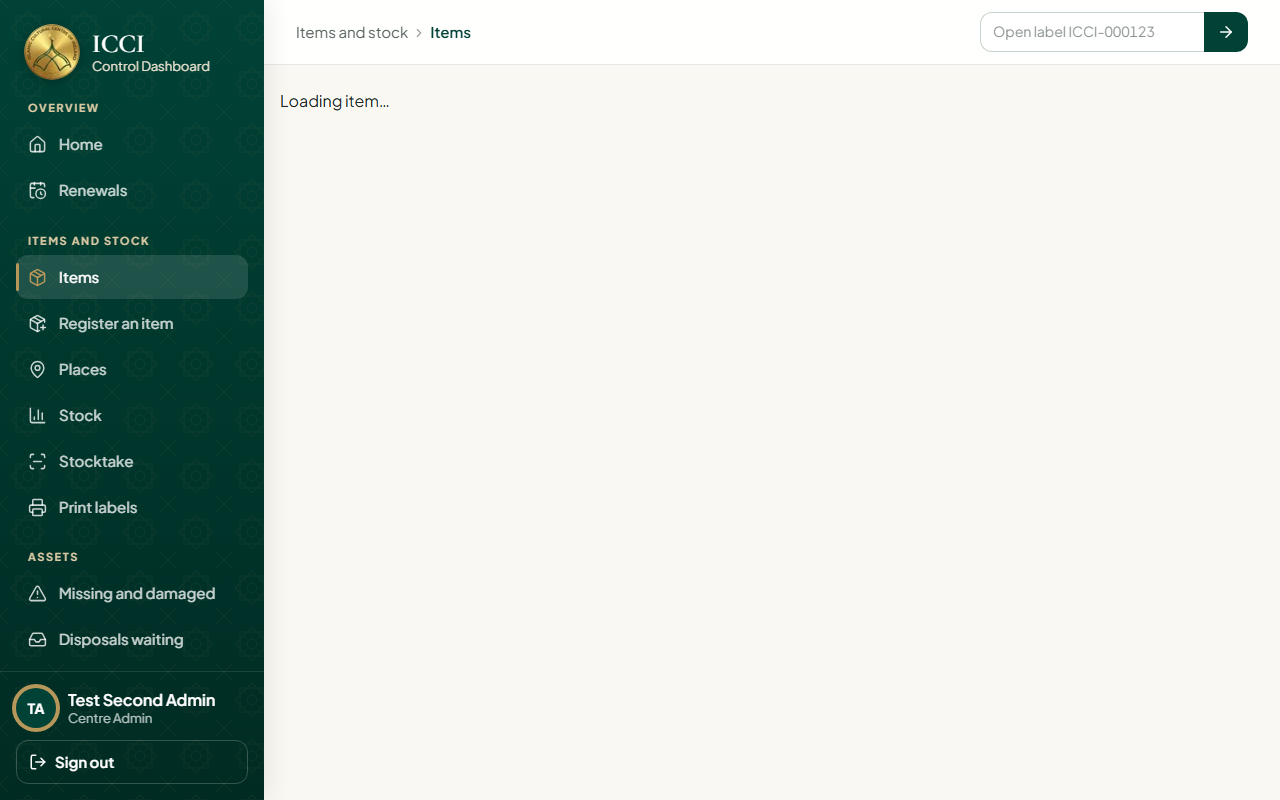 ICCI
Control Dashboard
OVERVIEW
Home
Renewals
ITEMS AND STOCK
Items
Register an item
Places
Stock
Stocktake
Print labels
ASSETS
Missing and damaged
Disposals waiting
TA
Test Second Admin
Centre Admin
Sign out
Items and stock > Items
Open label ICCI-000123
Loading item...